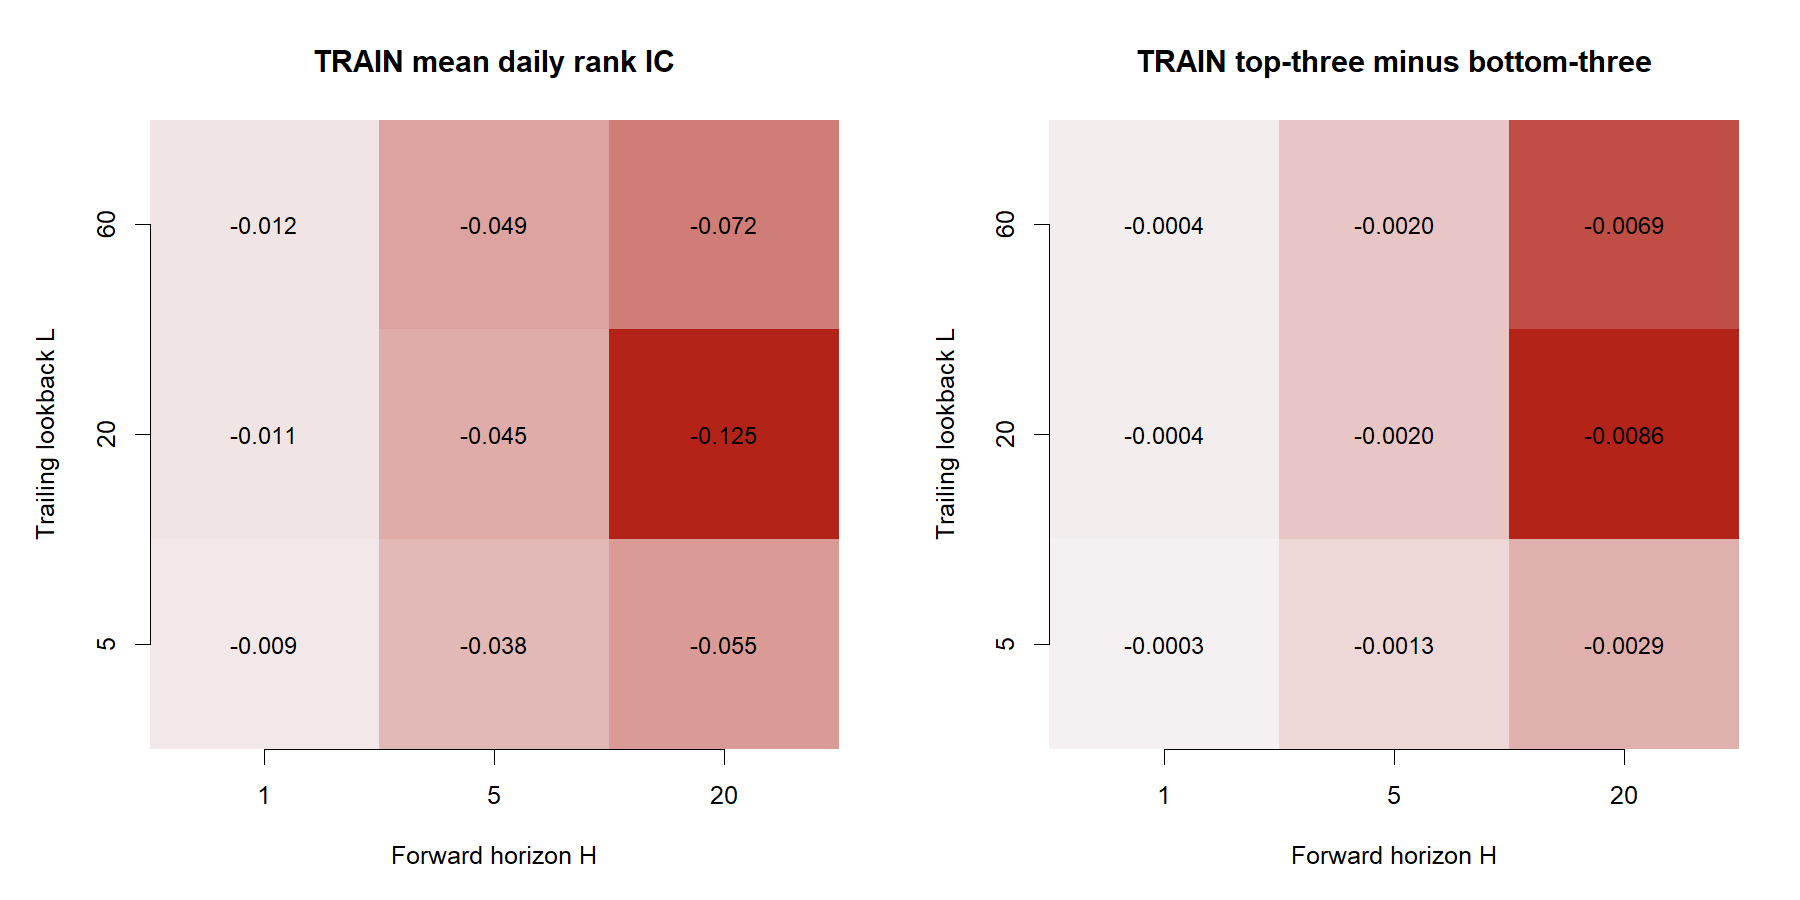 TRAIN mean daily rank IC
Trailing lookback L
60
-0.012 -0.049 -0.072
20
-0.011 -0.045 -0.125
5
-0.009 -0.038 -0.055
1 5 20
Forward horizon H
TRAIN top-three minus bottom-three
Trailing lookback L
60
-0.0004 -0.0020 -0.0069
20
-0.0004 -0.0020 -0.0086
5
-0.0003 -0.0013 -0.0029
1 5 20
Forward horizon H